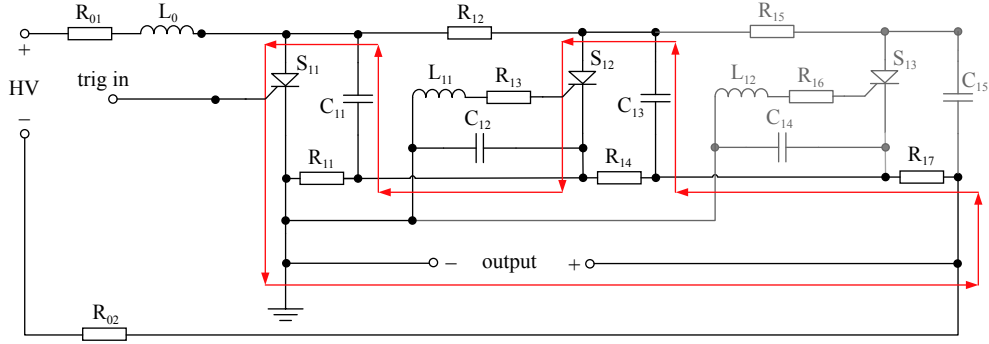 R01 L0 R12 R15
+
HV
−
trig in
S11 C11 L11 R13 S12 C13 L12 R16 S13 C15
C12 C14
R11 R14 R17
− output +
R02